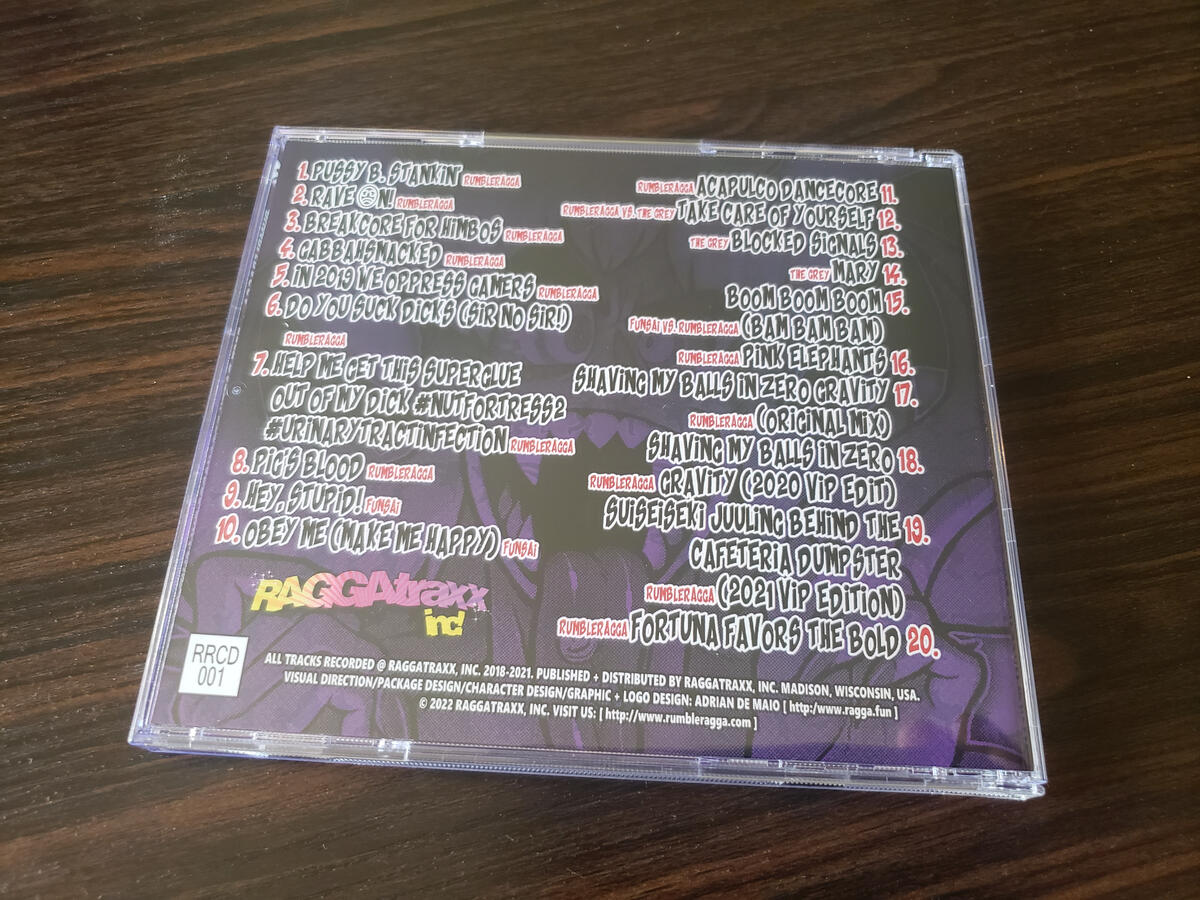 1. PUSSY B. STANKIN' RUMBLERAGGA
2. RAVE 😔N! RUMBLERAGGA
3. BREAKCORE FOR HIMBOS RUMBLERAGGA
4. GABBAHSNACKED RUMBLERAGGA
5. IN 2019 WE OPPRESS GAMERS RUMBLERAGGA
6. DO YOU SUCK DICKS (SIR NO SIR!)
RUMBLERAGGA
7. HELP ME GET THIS SUPERGLUE
OUT OF MY DICK #NUTFORTRESS2
#URINARYTRACTINFECTION RUMBLERAGGA
8. PIG'S BLOOD RUMBLERAGGA
9. HEY, STUPID! FUNSAI
10. OBEY ME (MAKE ME HAPPY) FUNSAI
RUMBLERAGGA ACAPULCO DANCECORE 11.
RUMBLERAGGA VS. THE GREY TAKE CARE OF YOURSELF 12.
THE GREY BLOCKED SIGNALS 13.
THE GREY MARY 14.
BOOM BOOM BOOM 15.
FUNSAI VS. RUMBLERAGGA (BAM BAM BAM)
RUMBLERAGGA PINK ELEPHANTS 16.
SHAVING MY BALLS IN ZERO GRAVITY 17.
RUMBLERAGGA (ORIGINAL MIX)
SHAVING MY BALLS IN ZERO 18.
RUMBLERAGGA GRAVITY (2020 VIP EDIT)
SUISEISEKI JUULING BEHIND THE 19.
CAFETERIA DUMPSTER
RUMBLERAGGA (2021 VIP EDITION)
RUMBLERAGGA FORTUNA FAVORS THE BOLD 20.
RAGGAtraxx
inc!
RRCD
001
ALL TRACKS RECORDED @ RAGGATRAXX, INC. 2018-2021. PUBLISHED + DISTRIBUTED BY RAGGATRAXX, INC. MADISON, WISCONSIN, USA.
VISUAL DIRECTION/PACKAGE DESIGN/CHARACTER DESIGN/GRAPHIC + LOGO DESIGN: ADRIAN DE MAIO [ http:/www.ragga.fun ]
© 2022 RAGGATRAXX, INC. VISIT US: [ http://www.rumbleragga.com ]